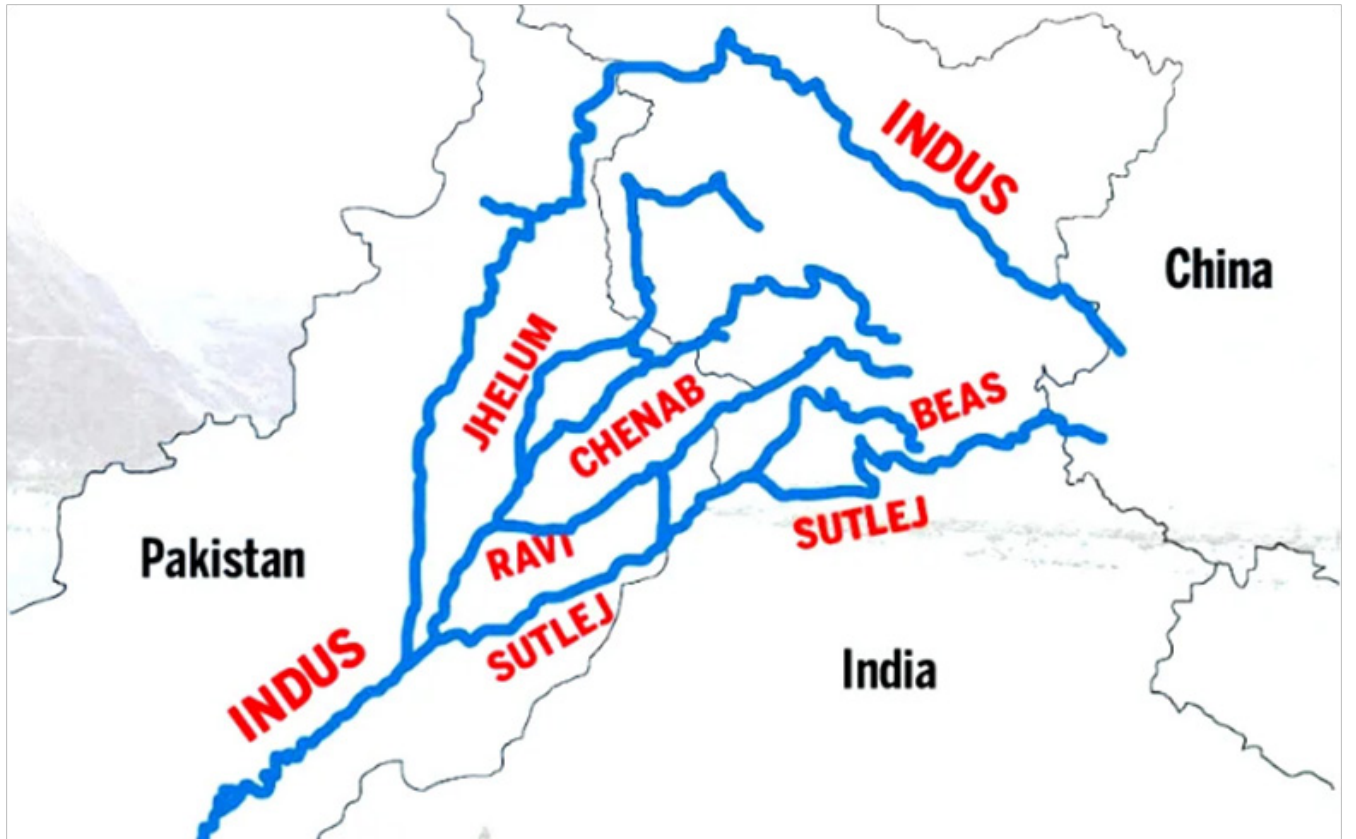 INDUS
China
JHELUM
CHENAB
BEAS
SUTLEJ
Pakistan
RAVI
SUTLEJ
INDUS
India